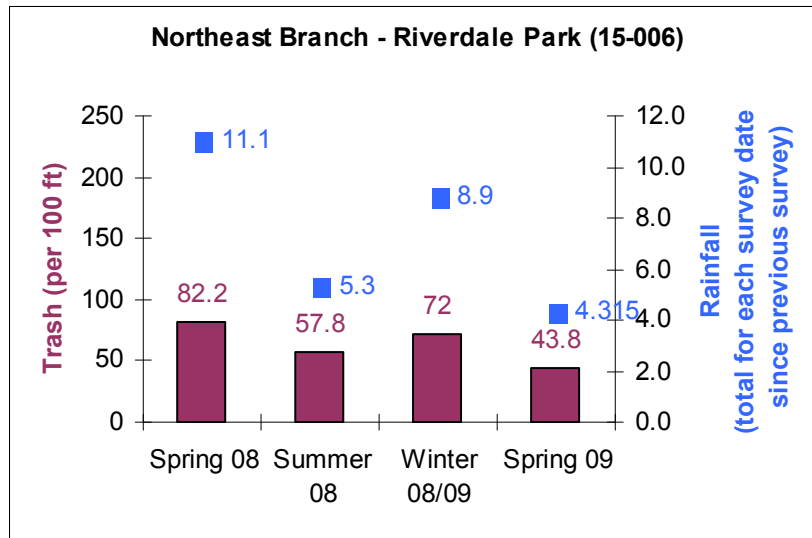 Northeast Branch - Riverdale Park (15-006)
Trash (per 100 ft)
250
200
150
100
50
0
82.2
57.8
72
43.8
11.1
5.3
8.9
4.315
12.0
10.0
8.0
6.0
4.0
2.0
0.0
Rainfall
(total for each survey date
since previous survey)
Spring 08
Summer
08
Winter
08/09
Spring 09